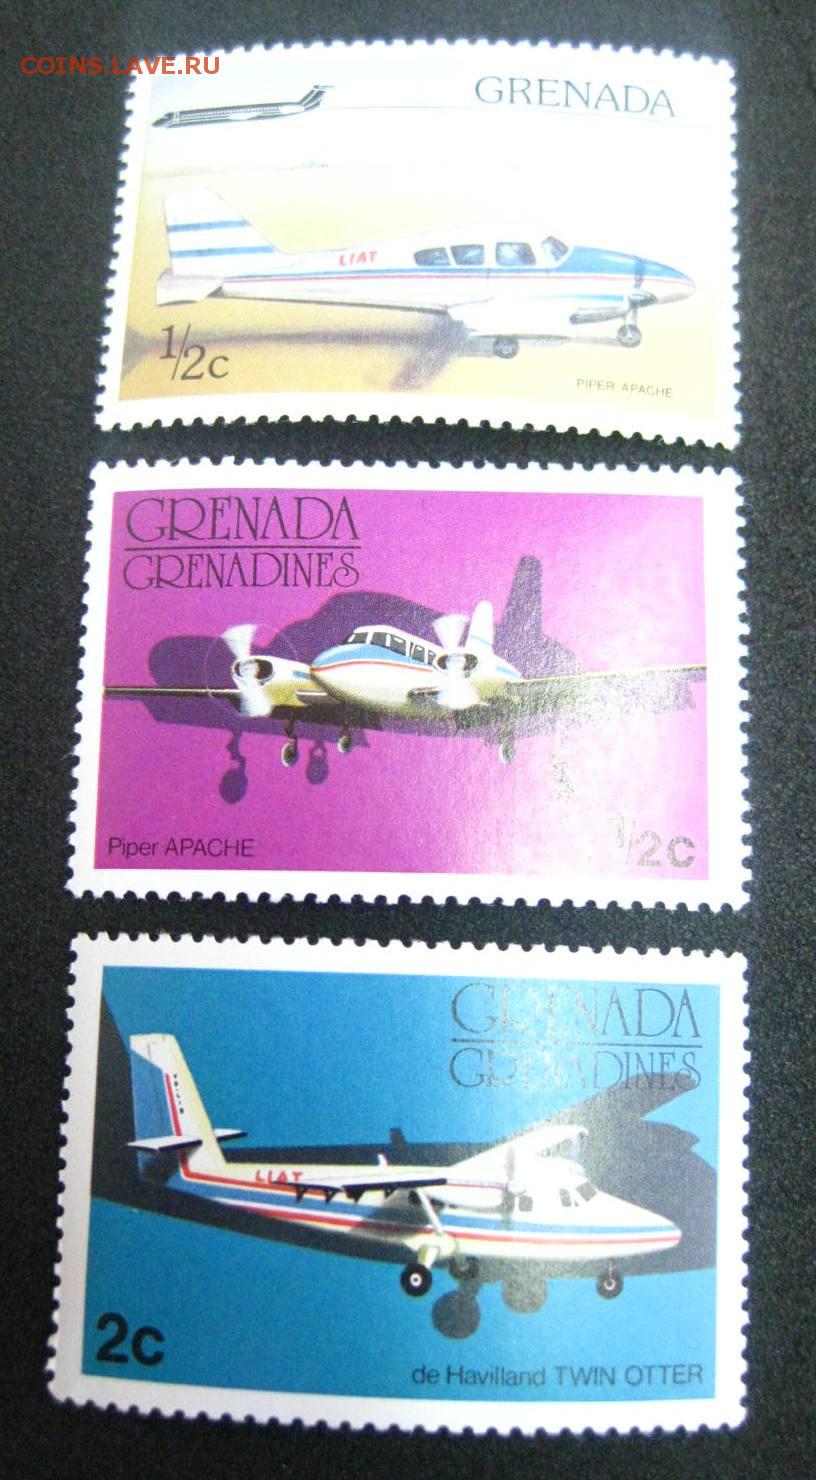 COINS.LAVE.RU
GRENADA
LIAT
1/2c
PIPER APACHE
GRENADA
GRENADINES
Piper APACHE
1/2c
GRENADA
GRENADINES
LIAT
2c
de Havilland TWIN OTTER